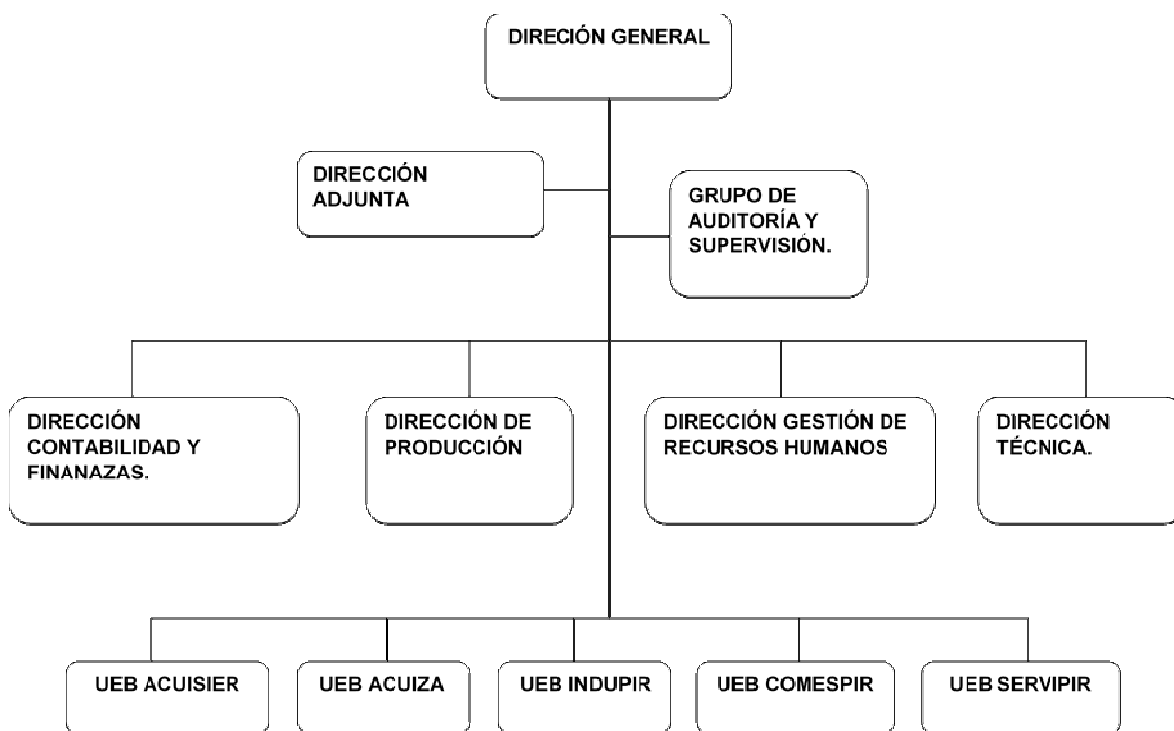 DIRECIÓN GENERAL
DIRECCIÓN
ADJUNTA
GRUPO DE
AUDITORÍA Y
SUPERVISIÓN.
DIRECCIÓN
CONTABILIDAD Y
FINANAZAS.
DIRECCIÓN DE
PRODUCCIÓN
DIRECCIÓN GESTIÓN DE
RECURSOS HUMANOS
DIRECCIÓN
TÉCNICA.
UEB ACUISIER
UEB ACUIZA
UEB INDUPIR
UEB COMESPIR
UEB SERVIPIR